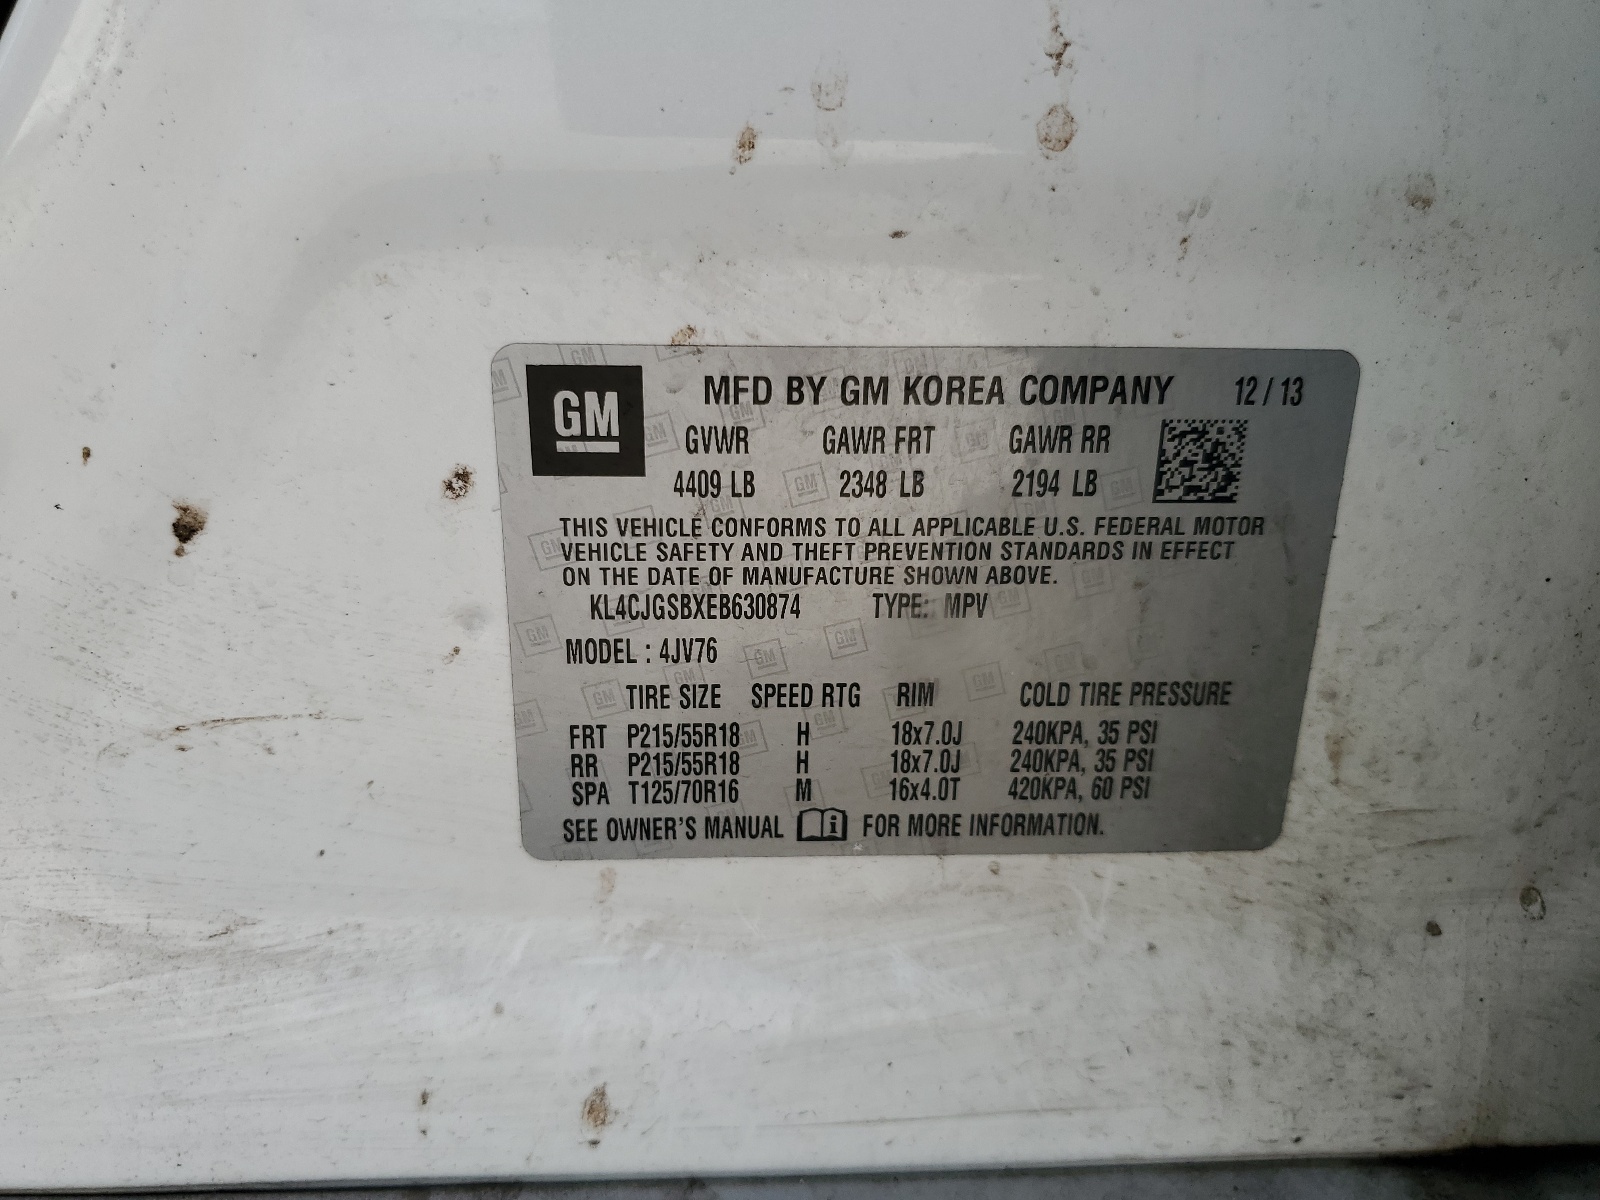 GM
MFD BY GM KOREA COMPANY 12/13
GVWR GAWR FRT GAWR RR
4409 LB 2348 LB 2194 LB
THIS VEHICLE CONFORMS TO ALL APPLICABLE U.S. FEDERAL MOTOR
VEHICLE SAFETY AND THEFT PREVENTION STANDARDS IN EFFECT
ON THE DATE OF MANUFACTURE SHOWN ABOVE.
KL4CJGSBXEB630874 TYPE: MPV
MODEL : 4JV76
TIRE SIZE SPEED RTG RIM COLD TIRE PRESSURE
FRT P215/55R18 H 18x7.0J 240KPA, 35 PSI
RR P215/55R18 H 18x7.0J 240KPA, 35 PSI
SPA T125/70R16 M 16x4.0T 420KPA, 60 PSI
SEE OWNER'S MANUAL i FOR MORE INFORMATION.